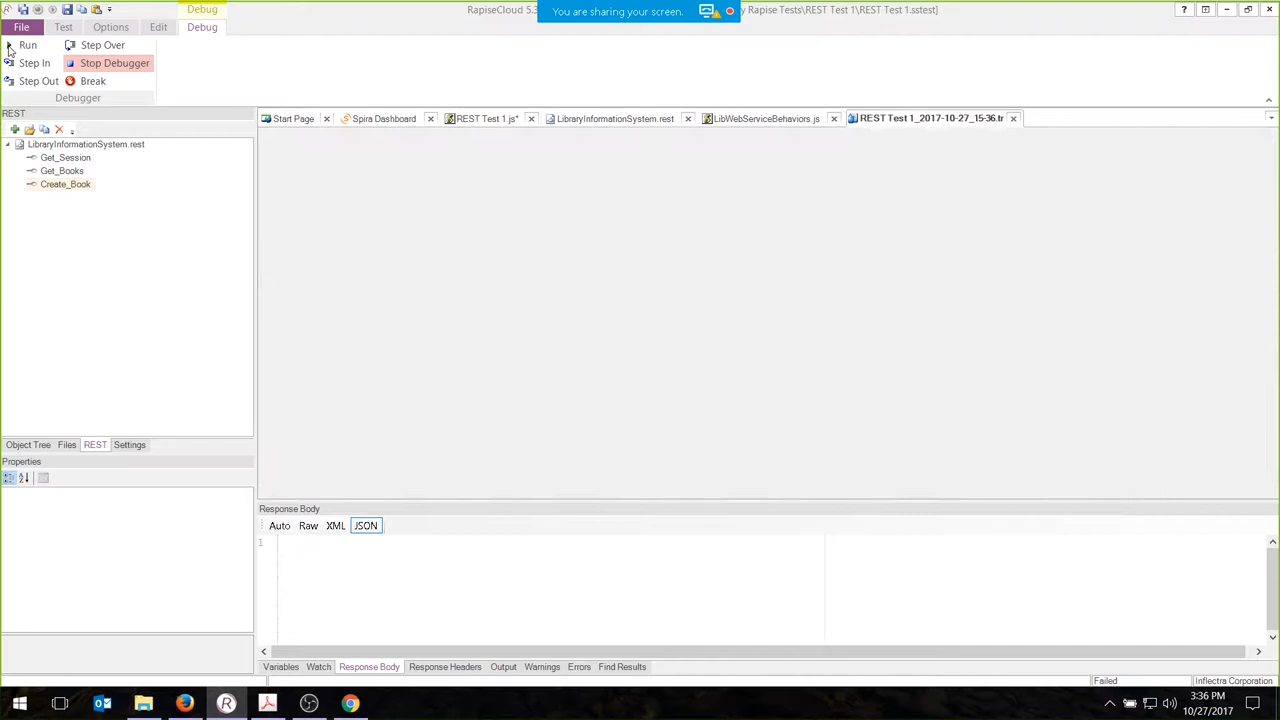 Debug
RapiseCloud 5.3
You are sharing your screen.
y Rapise Tests\REST Test 1\REST Test 1.sstest]
File
Test
Options
Edit
Debug
Run
Step Over
Step In
Stop Debugger
Step Out
Break
Debugger
REST
Start Page
Spira Dashboard
REST Test 1.js*
LibraryInformationSystem.rest
LibWebServiceBehaviors.js
REST Test 1_2017-10-27_15-36.tr
LibraryInformationSystem.rest
Get_Session
Get_Books
Create_Book
Object Tree
Files
REST
Settings
Properties
Response Body
Auto
Raw
XML
JSON
1
Variables
Watch
Response Body
Response Headers
Output
Warnings
Errors
Find Results
Failed
Inflectra Corporation
3:36 PM
10/27/2017